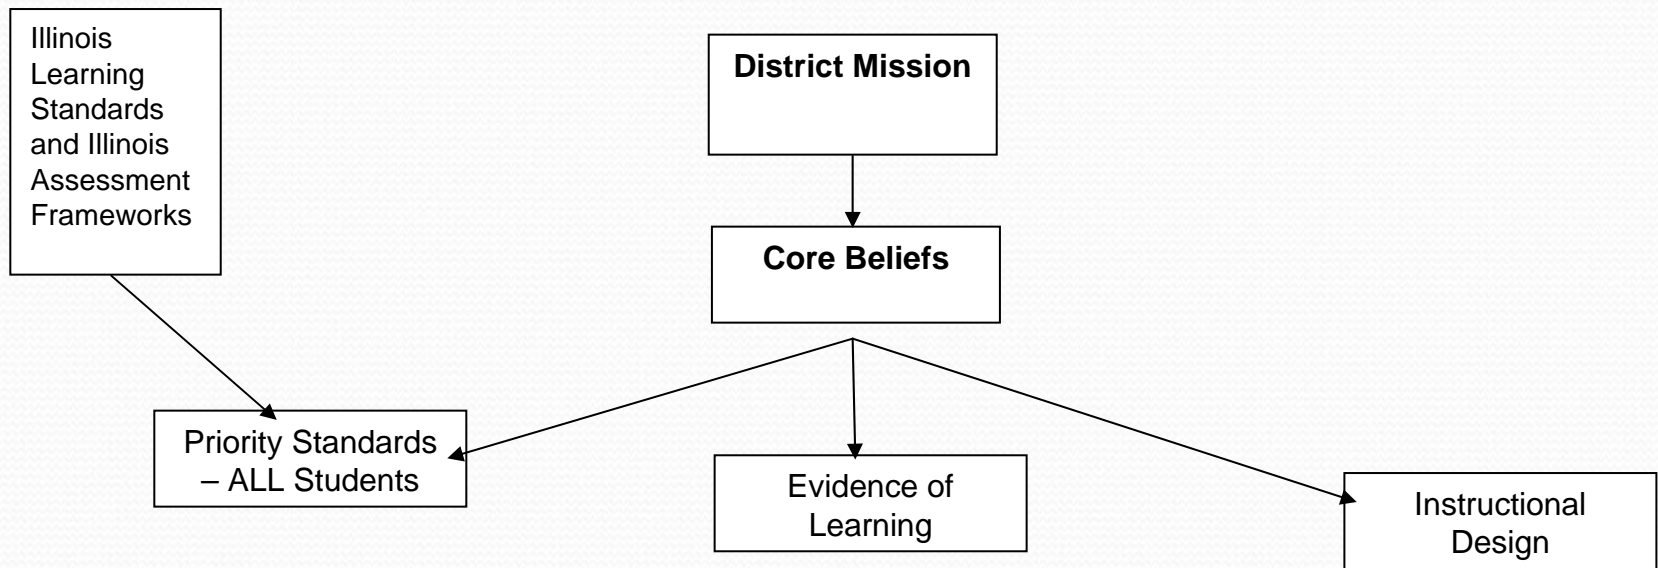 Illinois
Learning
Standards
and Illinois
Assessment
Frameworks
District Mission
Core Beliefs
Priority Standards
– ALL Students
Evidence of
Learning
Instructional
Design